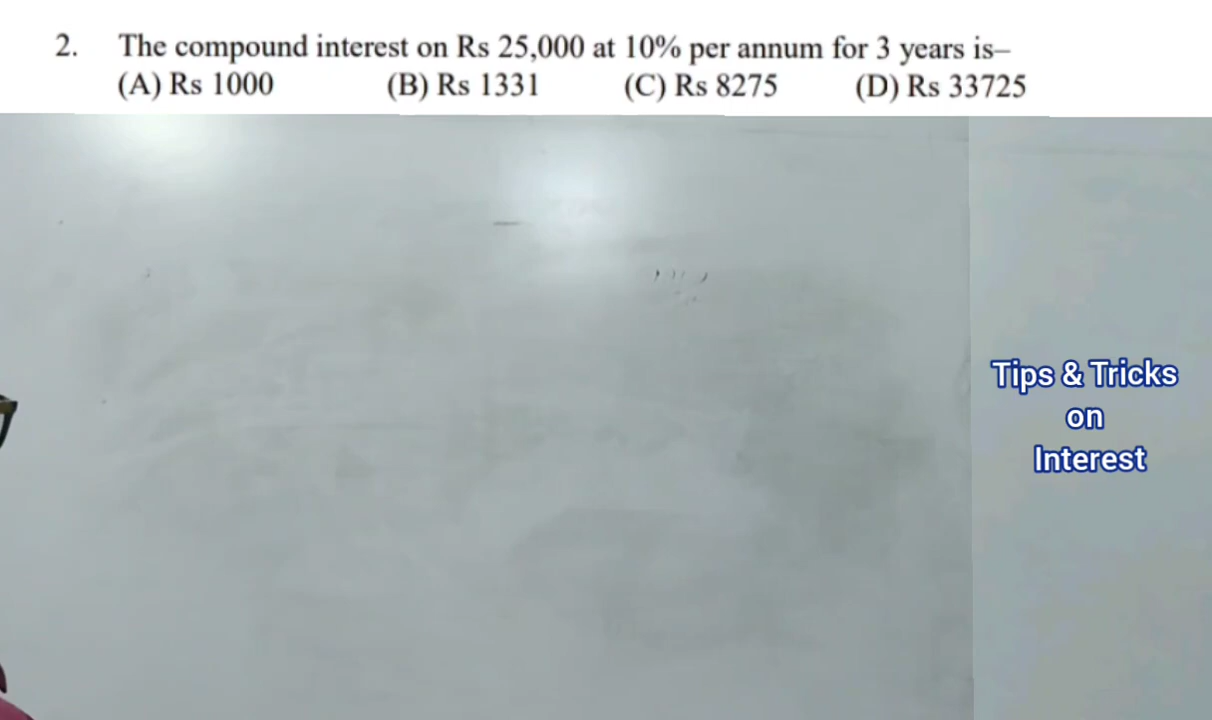 2. The compound interest on Rs 25,000 at 10% per annum for 3 years is–
(A) Rs 1000 (B) Rs 1331 (C) Rs 8275 (D) Rs 33725
Tips & Tricks
on
Interest